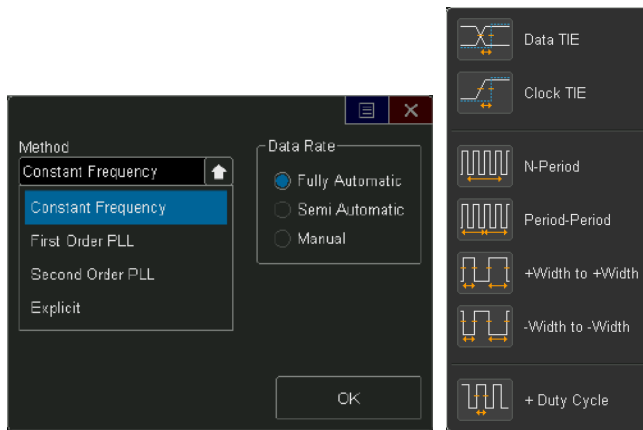 Method
Constant Frequency
Constant Frequency
First Order PLL
Second Order PLL
Explicit
Data Rate
Fully Automatic
Semi Automatic
Manual
OK
Data TIE
Clock TIE
N-Period
Period-Period
+Width to +Width
-Width to -Width
+ Duty Cycle